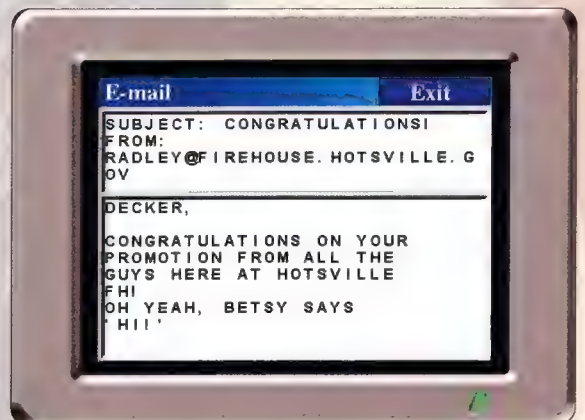 E-mail Exit
SUBJECT: CONGRATULATIONS!
FROM:
RADLEY@FIREHOUSE.HOTSVILLE.G
OV
DECKER,
CONGRATULATIONS ON YOUR
PROMOTION FROM ALL THE
GUYS HERE AT HOTSVILLE
FH!
OH YEAH, BETSY SAYS
'HI!'